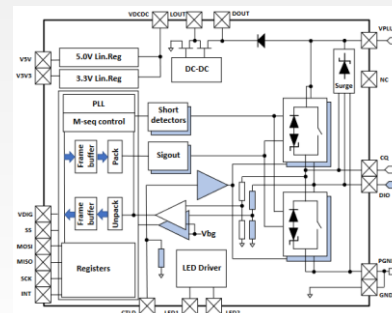 VDCDC LOUT DOUT
VPLU
V5V
5.0V Lin.Reg
V3V3
3.3V Lin.Reg
DC-DC
Surge
NC
PLL
M-seq control
Short
detectors
Frame
buffer
Pack
Sigout
CQ
DIO
Frame
buffer
Unpack
VDIG
SS
MOSI
MISO
SCK
INT
Vbg
Registers
LED Driver
PGND
GND